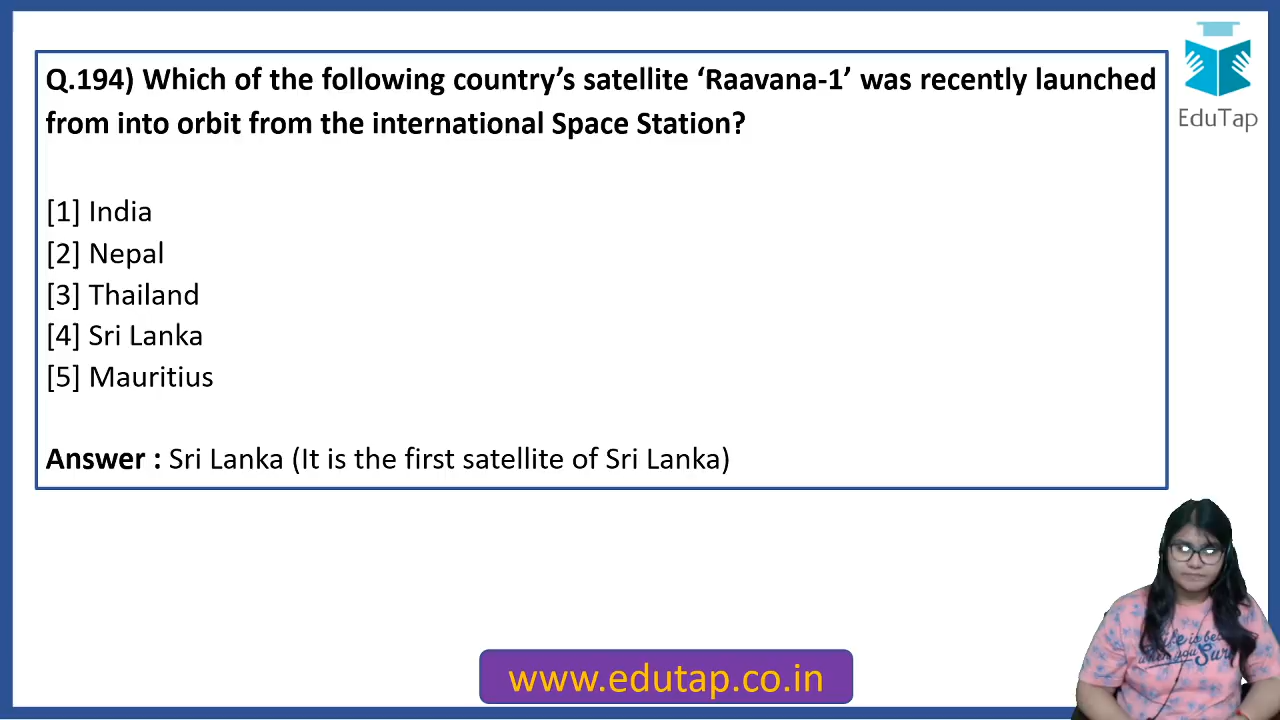 Q.194) Which of the following country’s satellite ‘Raavana-1’ was recently launched
from into orbit from the international Space Station?
[1] India
[2] Nepal
[3] Thailand
[4] Sri Lanka
[5] Mauritius
Answer : Sri Lanka (It is the first satellite of Sri Lanka)
EduTap
www.edutap.co.in